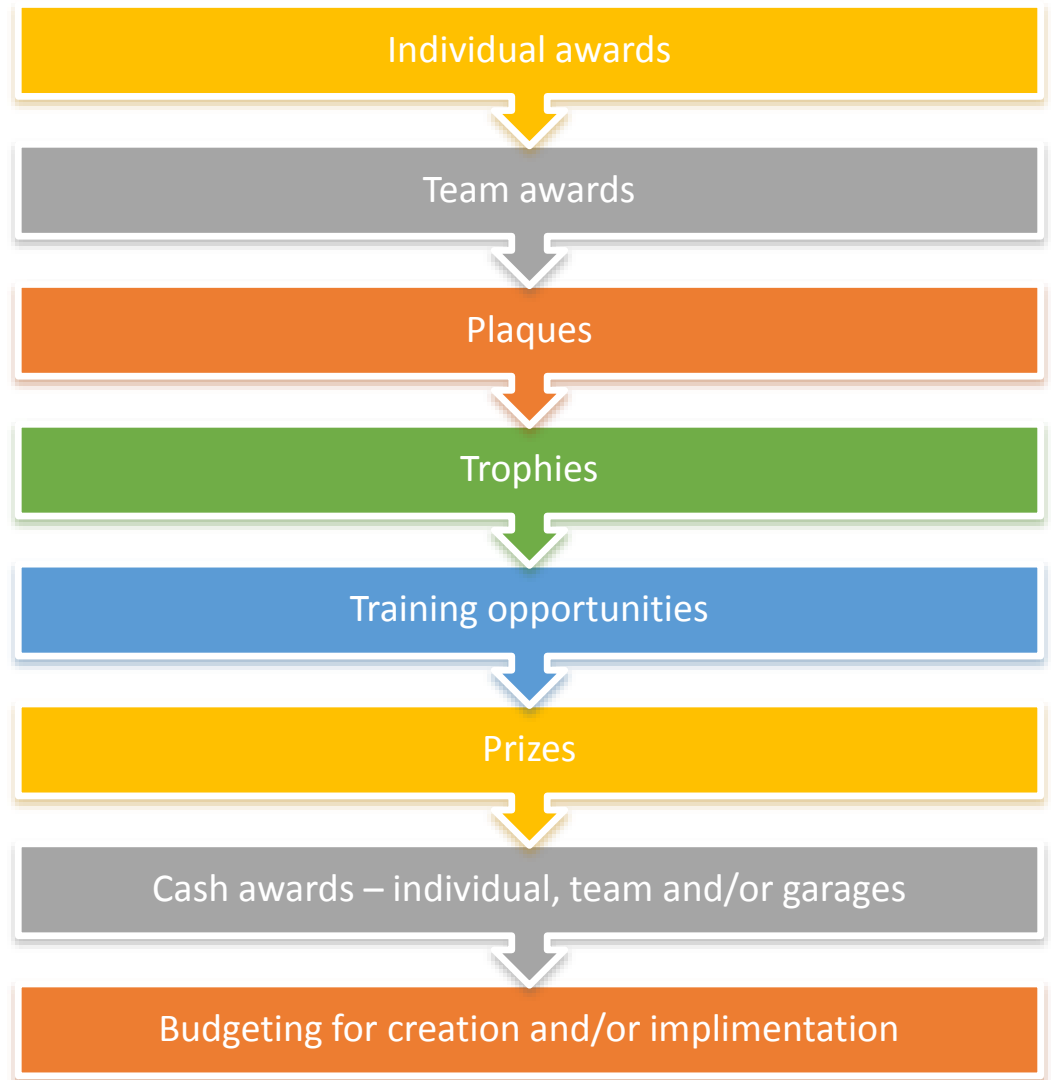 Individual awards
Team awards
Plaques
Trophies
Training opportunities
Prizes
Cash awards – individual, team and/or garages
Budgeting for creation and/or implimentation